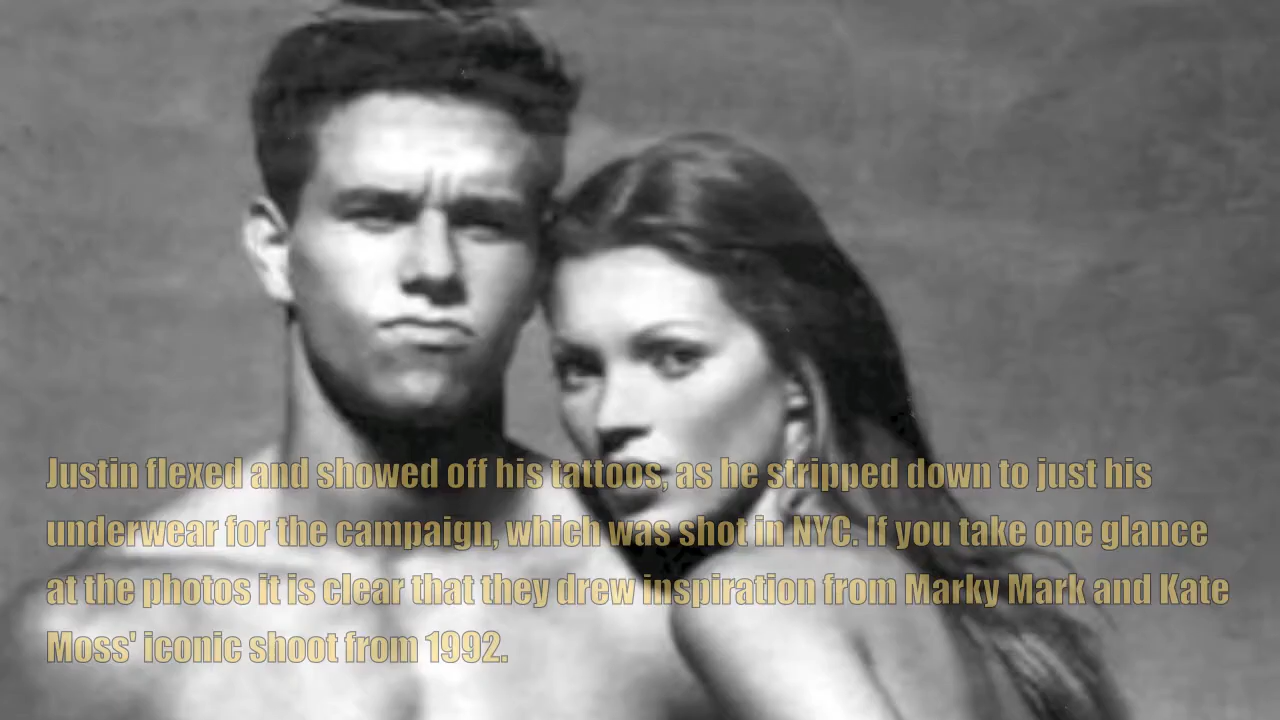 Justin flexed and showed off his tattoos, as he stripped down to just his
underwear for the campaign, which was shot in NYC. If you take one glance
at the photos it is clear that they drew inspiration from Marky Mark and Kate
Moss' iconic shoot from 1992.